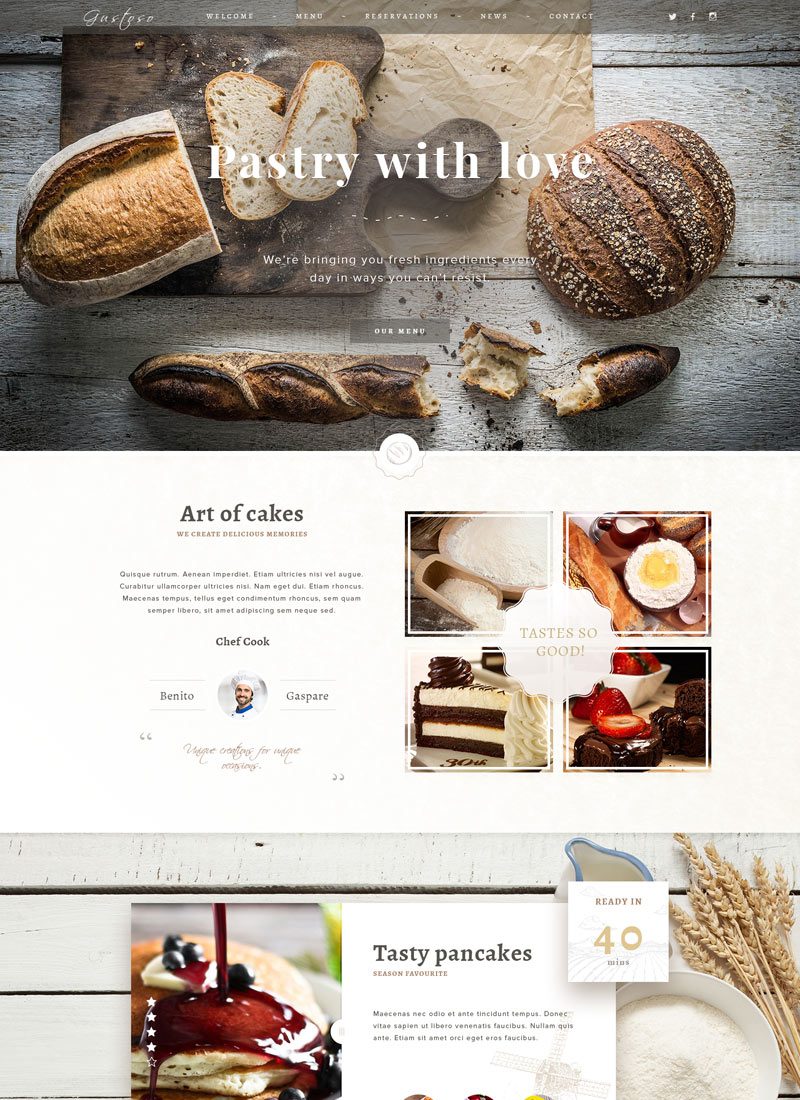 Gustoso
WELCOME - MENU - RESERVATIONS - NEWS - CONTACT
Pastry with love
We're bringing you fresh ingredients every
day in ways you can't resist.
OUR MENU
Art of cakes
WE CREATE DELICIOUS MEMORIES
Quisque rutrum. Aenean imperdiet. Etiam ultricies nisi vel augue.
Curabitur ullamcorper ultricies nisi. Nam eget dui. Etiam rhoncus.
Maecenas tempus, tellus eget condimentum rhoncus, sem quam
semper libero, sit amet adipiscing sem neque sed.
Chef Cook
Benito
Gaspare
“ Unique creations for unique
occasions. ”
TASTES SO
GOOD!
30th
READY IN
40
mins
Tasty pancakes
SEASON FAVOURITE
Maecenas nec odio et ante tincidunt tempus. Donec
vitae sapien ut libero venenatis faucibus. Nullam quis
ante. Etiam sit amet orci eget eros faucibus.